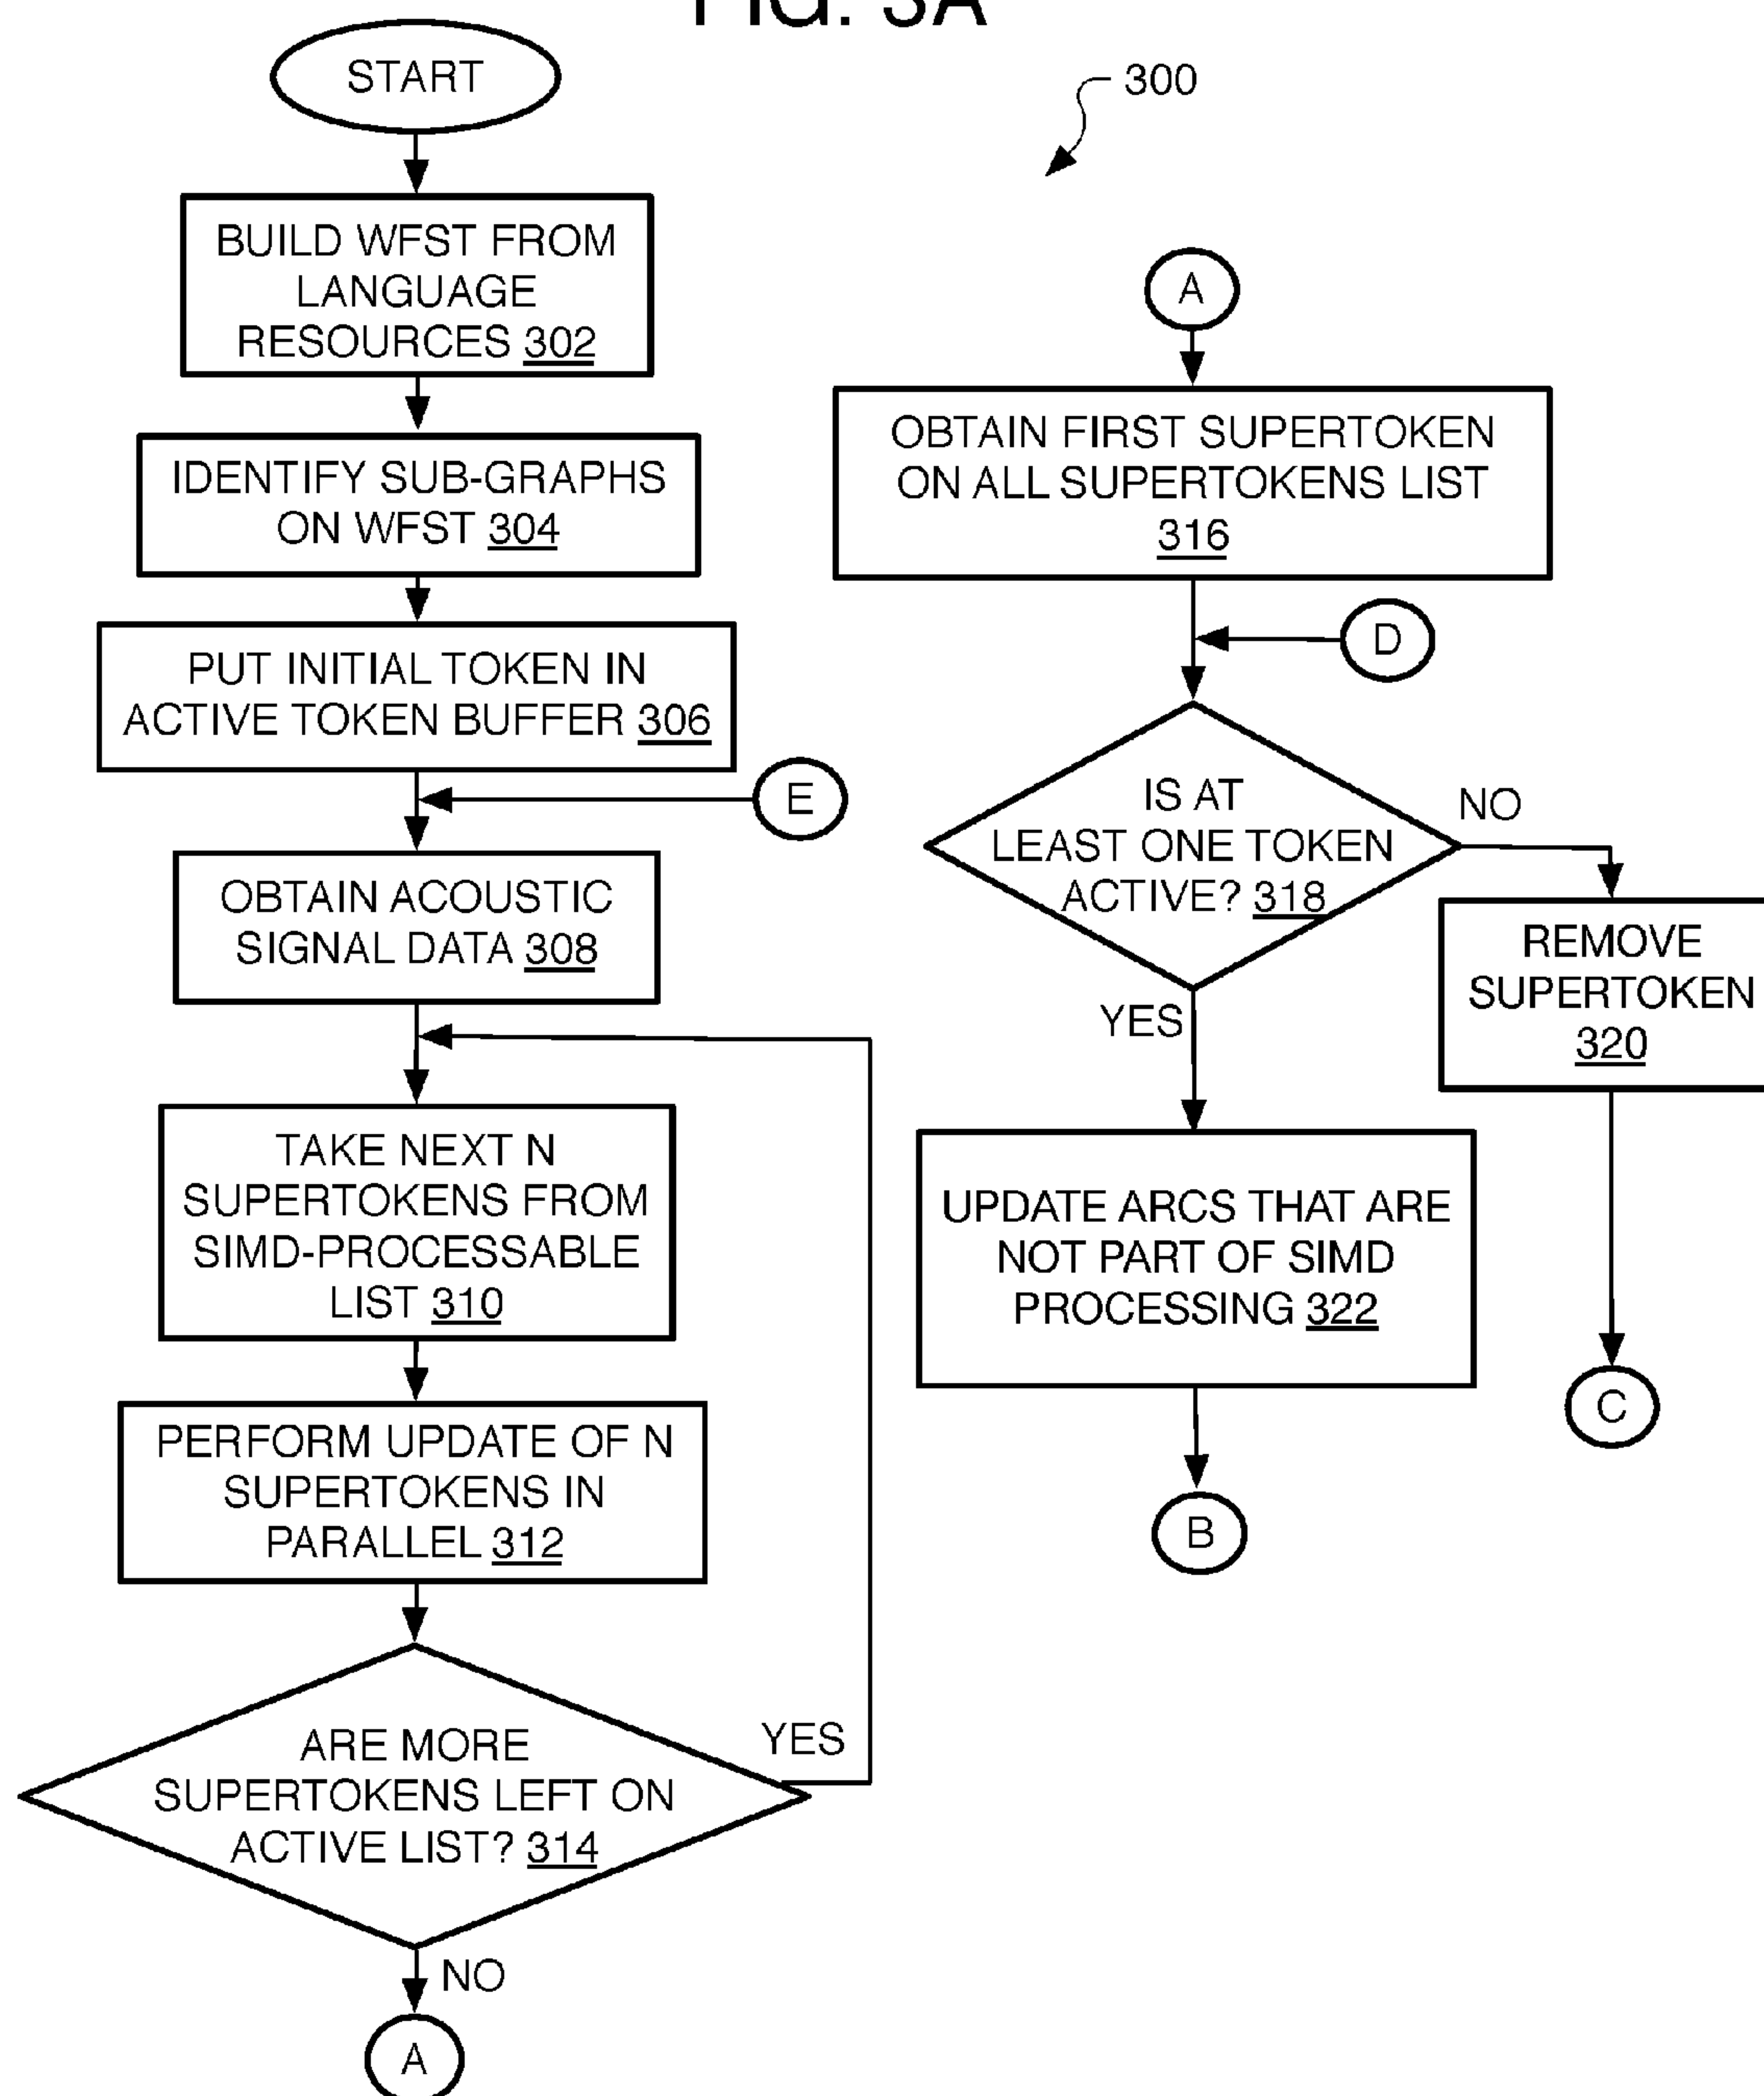 FIG. 3A
START
BUILD WFST FROM
LANGUAGE
RESOURCES 302
IDENTIFY SUB-GRAPHS
ON WFST 304
PUT INITIAL TOKEN IN
ACTIVE TOKEN BUFFER 306
E
OBTAIN ACOUSTIC
SIGNAL DATA 308
TAKE NEXT N
SUPERTOKENS FROM
SIMD-PROCESSABLE
LIST 310
PERFORM UPDATE OF N
SUPERTOKENS IN
PARALLEL 312
ARE MORE
SUPERTOKENS LEFT ON
ACTIVE LIST? 314
YES
NO
A
300
A
OBTAIN FIRST SUPERTOKEN
ON ALL SUPERTOKENS LIST
316
D
IS AT
LEAST ONE TOKEN
ACTIVE? 318
NO
YES
REMOVE
SUPERTOKEN
320
UPDATE ARCS THAT ARE
NOT PART OF SIMD
PROCESSING 322
C
B